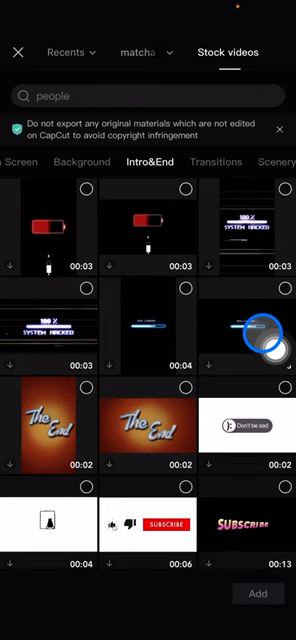 Recents
matcha
Stock videos
people
Do not export any original materials which are not edited
on CapCut to avoid copyright infringement
n Screen
Background
Intro&End
Transitions
Scenery
100 %
SYSTEM HACKED
00:03
00:03
00:03
100 %
SYSTEM HACKED
00:03
00:04
The End
The End
Don't be sad
00:02
00:02
00:02
SUBSCRIBE
SUBSCRIBE
00:04
00:06
00:13
Add